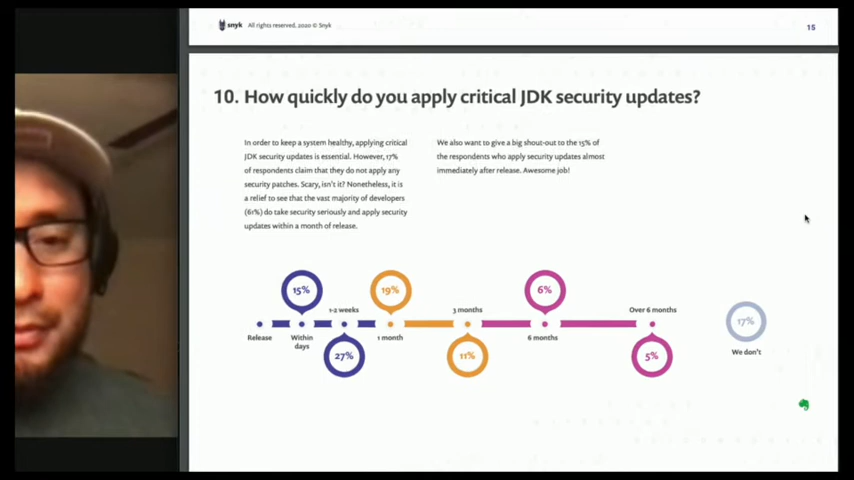 snyk All rights reserved, 2020 © Snyk
15
10. How quickly do you apply critical JDK security updates?
In order to keep a system healthy, applying critical
JDK security updates is essential. However, 17%
of respondents claim that they do not apply any
security patches. Scary, isn't it? Nonetheless, it is
a relief to see that the vast majority of developers
(61%) do take security seriously and apply security
updates within a month of release.
We also want to give a big shout-out to the 15% of
the respondents who apply security updates almost
immediately after release. Awesome job!
15%
19%
6%
1-2 weeks
3 months
Over 6 months
17%
Release
Within
days
1 month
6 months
We don't
27%
11%
5%